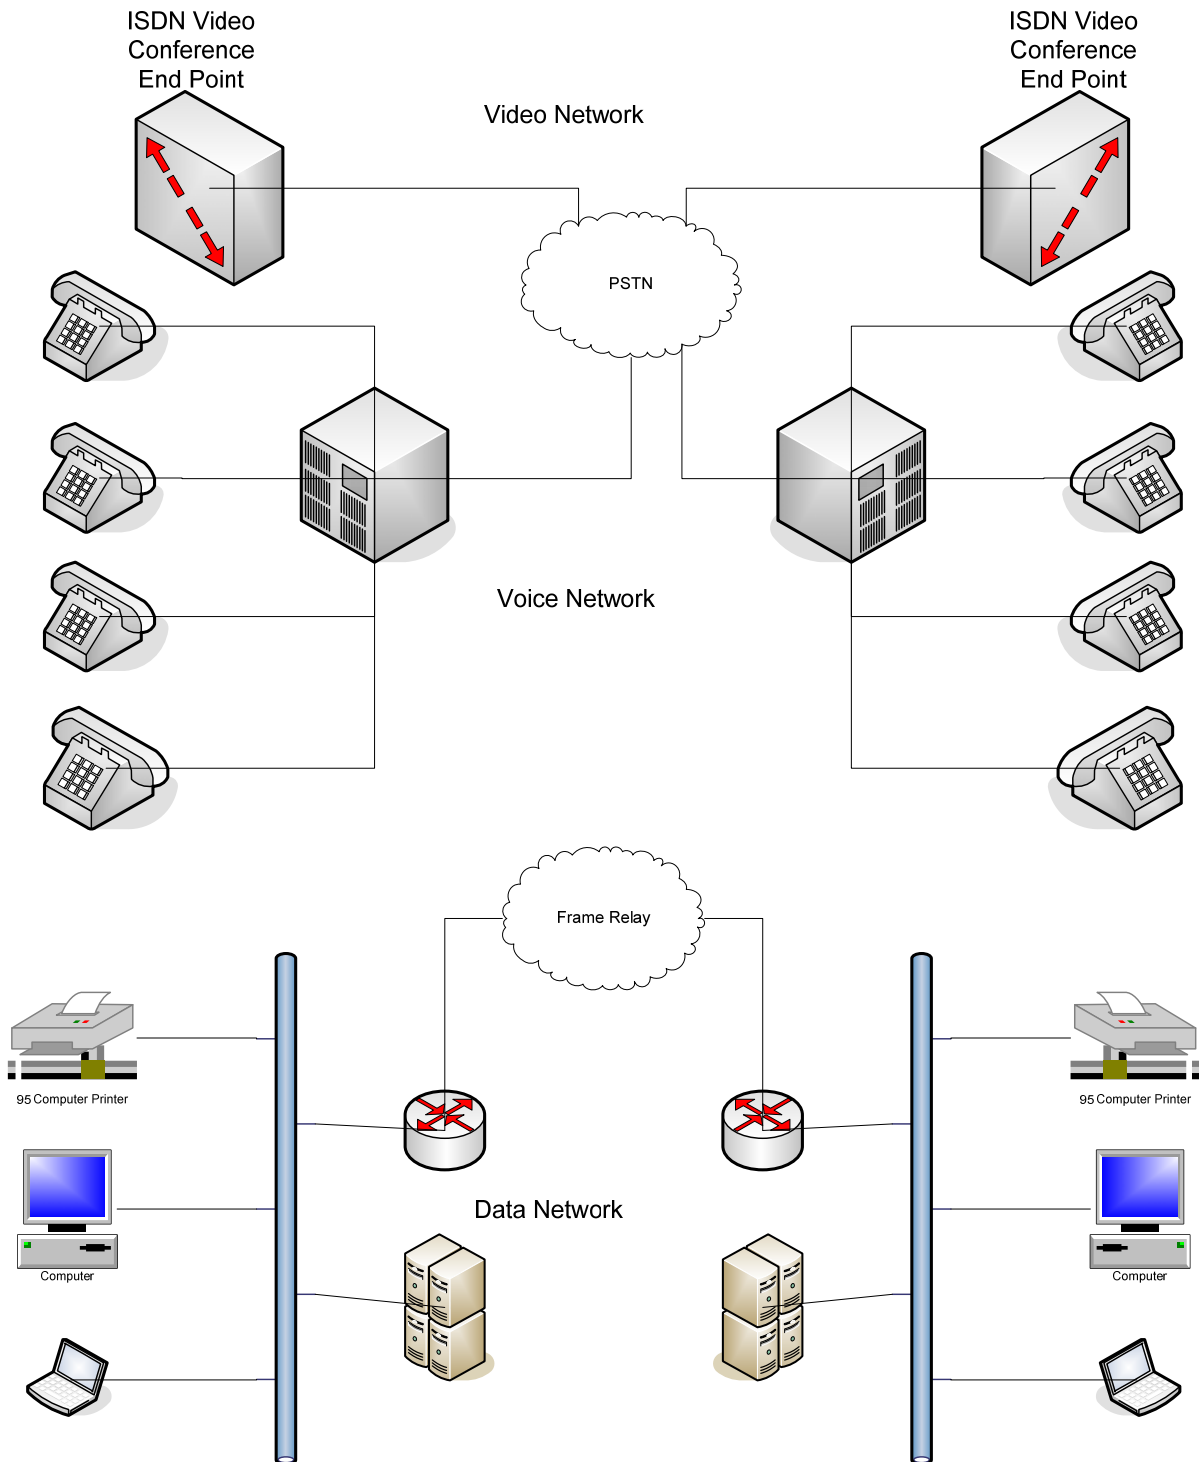 ISDN Video
Conference
End Point
ISDN Video
Conference
End Point
Video Network
PSTN
Voice Network
Frame Relay
95 Computer Printer
95 Computer Printer
Data Network
Computer
Computer